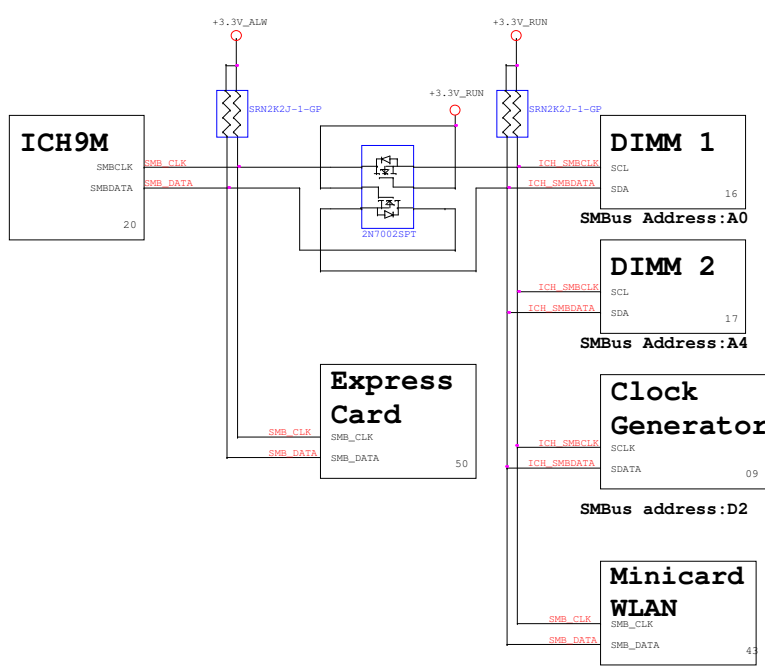 +3.3V_ALW
+3.3V_RUN
+3.3V_RUN
SRN2K2J-1-GP
SRN2K2J-1-GP
ICH9M
SMBCLK
SMB_CLK
SMBDATA
SMB_DATA
20
2N7002SPT
DIMM 1
ICH_SMBCLK
SCL
ICH_SMBDATA
SDA
16
SMBus Address:A0
DIMM 2
ICH_SMBCLK
SCL
ICH_SMBDATA
SDA
17
SMBus Address:A4
Express
Card
SMB_CLK
SMB_CLK
SMB_DATA
SMB_DATA
50
Clock
Generator
ICH_SMBCLK
SCLK
ICH_SMBDATA
SDATA
09
SMBus address:D2
Minicard
WLAN
SMB_CLK
SMB_CLK
SMB_DATA
SMB_DATA
43